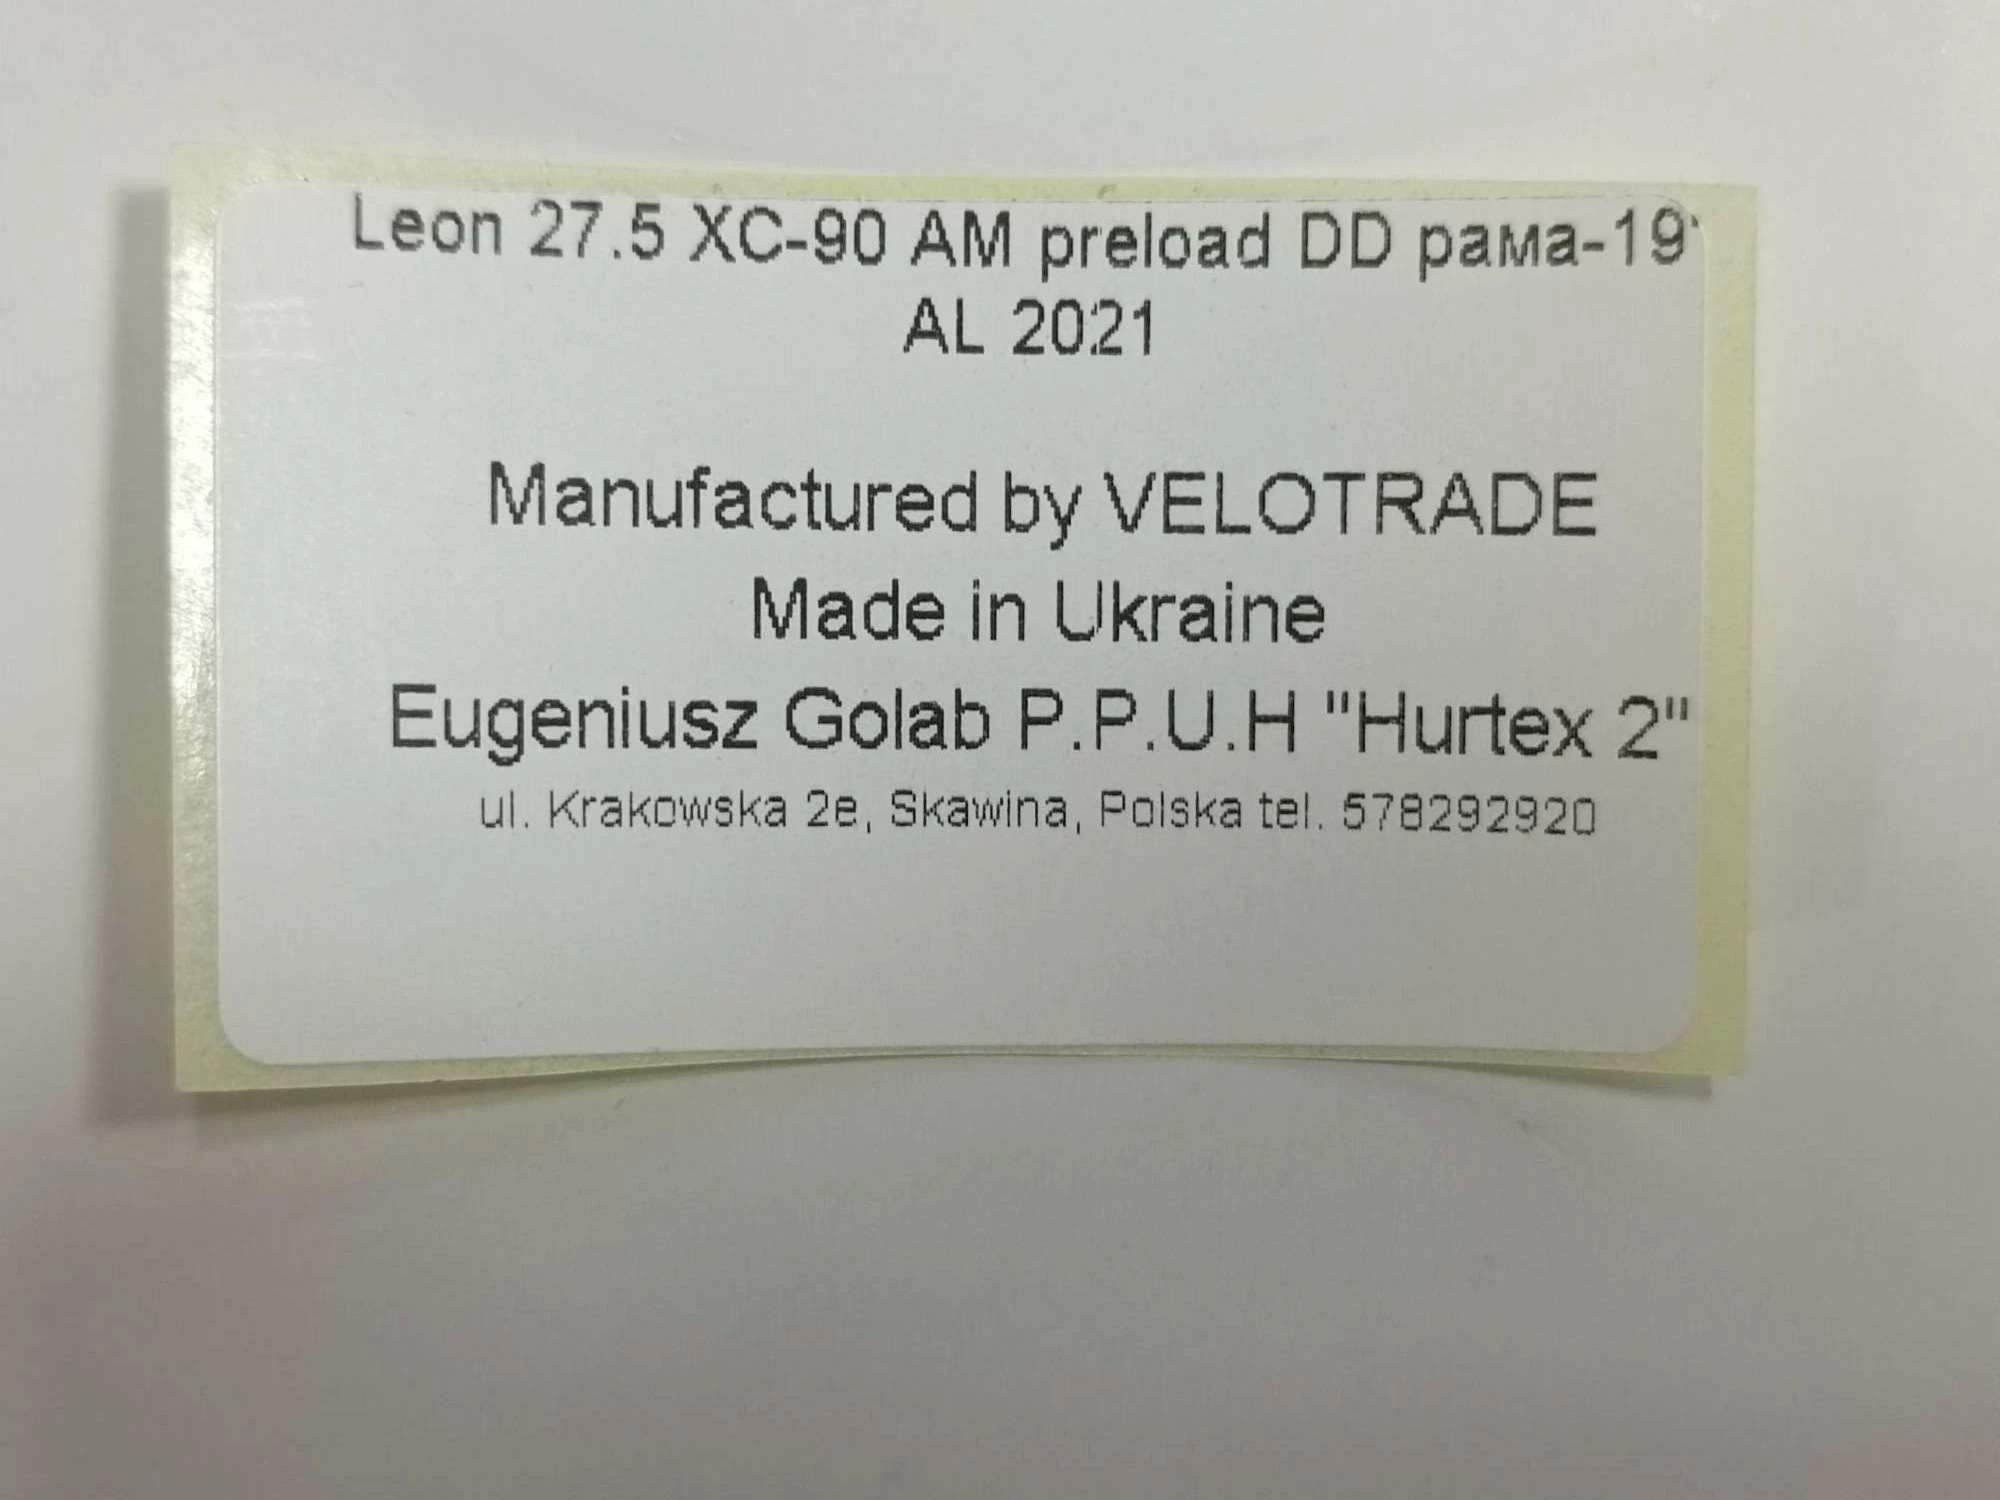 Leon 27.5 XC-90 AM preload DD рама-19"
AL 2021
Manufactured by VELOTRADE
Made in Ukraine
Eugeniusz Golab P.P.U.H "Hurtex 2"
ul. Krakowska 2e, Skawina, Polska tel. 578292920